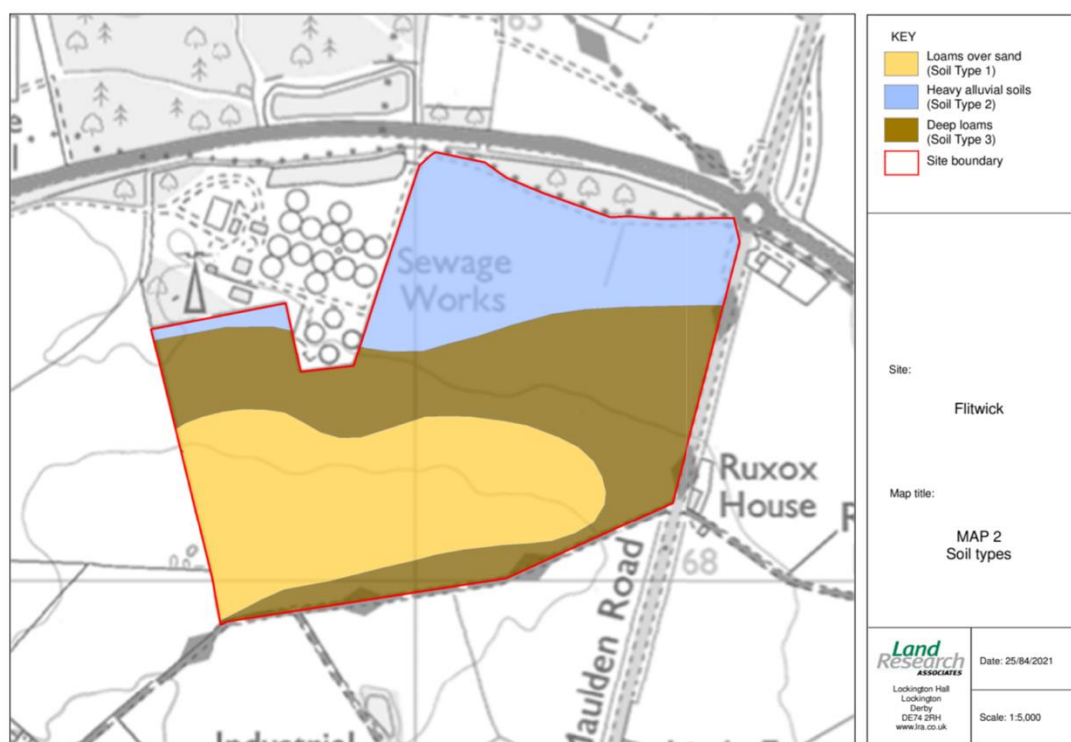 63
Sewage
Works
Ruxox
House
R
68
Maulden Road
Industrial
KEY
Loams over sand
(Soil Type 1)
Heavy alluvial soils
(Soil Type 2)
Deep loams
(Soil Type 3)
Site boundary
Site:
Flitwick
Map title:
MAP 2
Soil types
Land
Research
ASSOCIATES
Lockington Hall
Lockington
Derby
DE74 2RH
www.lra.co.uk
Date: 25/84/2021
Scale: 1:5,000